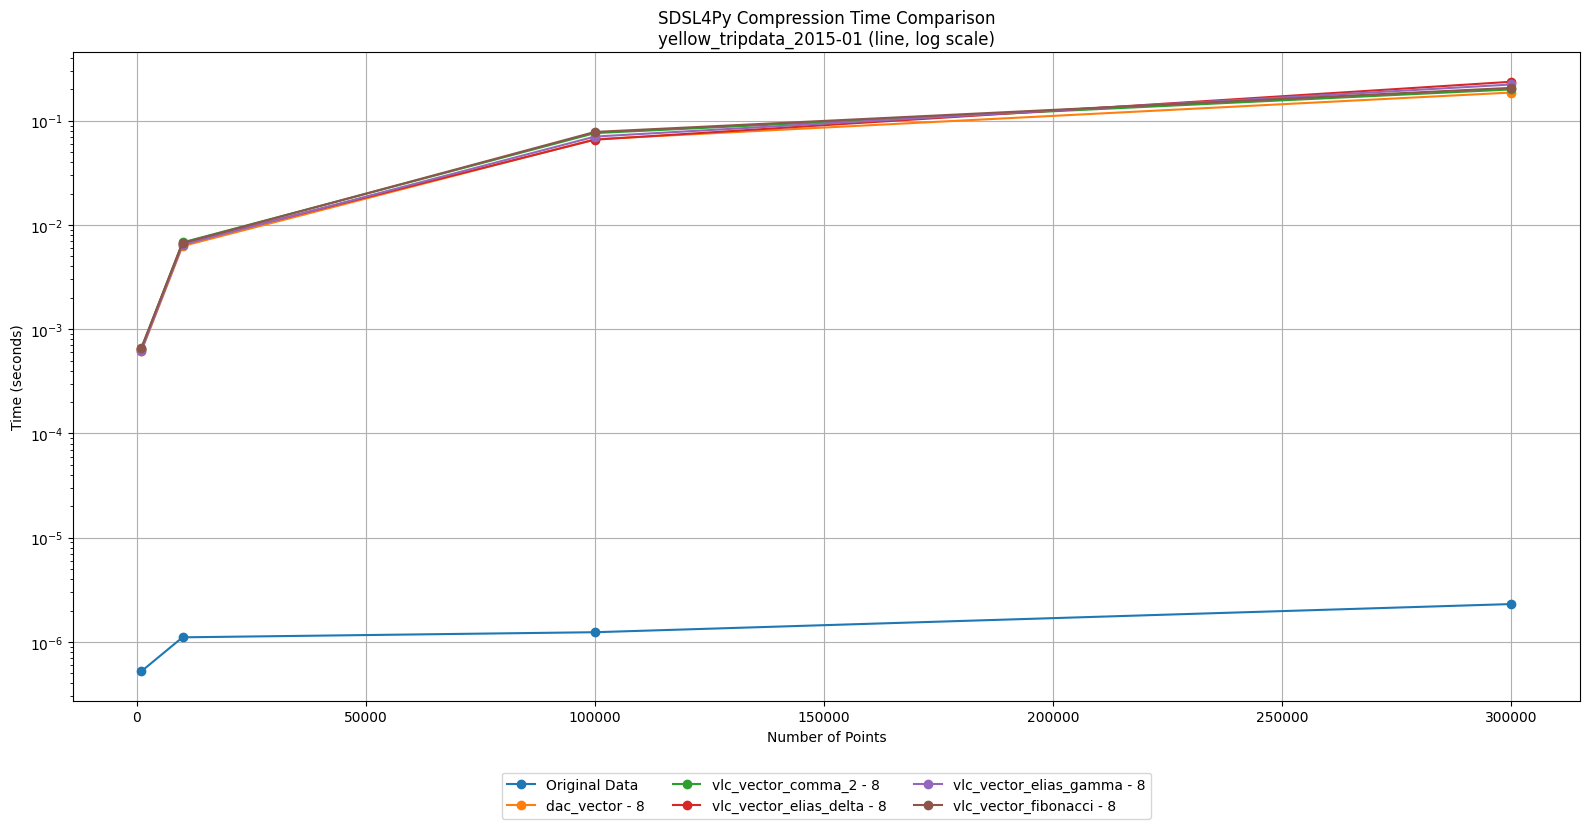 SDSL4Py Compression Time Comparison
yellow_tripdata_2015-01 (line, log scale)
Time (seconds)
10⁻¹
10⁻²
10⁻³
10⁻⁴
10⁻⁵
10⁻⁶
0 50000 100000 150000 200000 250000 300000
Number of Points
Original Data vlc_vector_comma_2 - 8 vlc_vector_elias_gamma - 8
dac_vector - 8 vlc_vector_elias_delta - 8 vlc_vector_fibonacci - 8